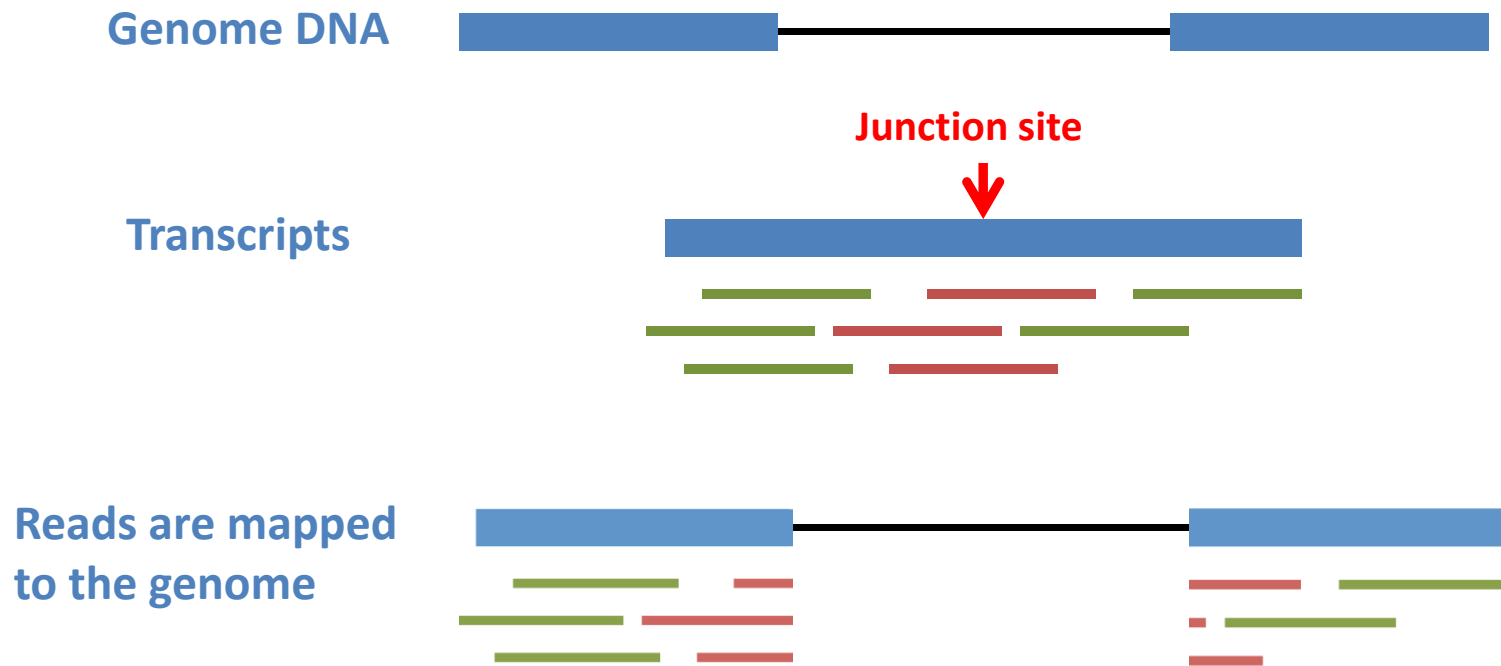 Genome DNA
Junction site
Transcripts
Reads are mapped
to the genome